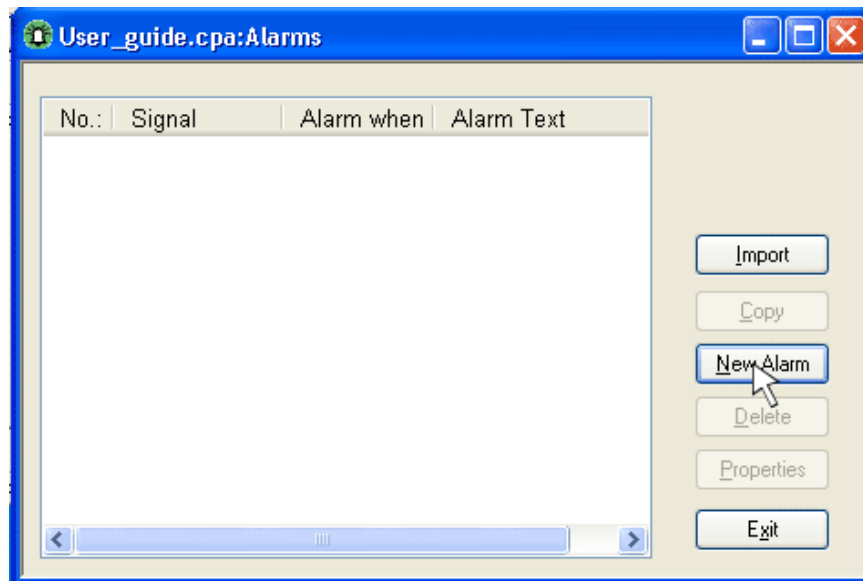 User_guide.cpa:Alarms
No.: Signal Alarm when Alarm Text
Import
Copy
New Alarm
Delete
Properties
Exit